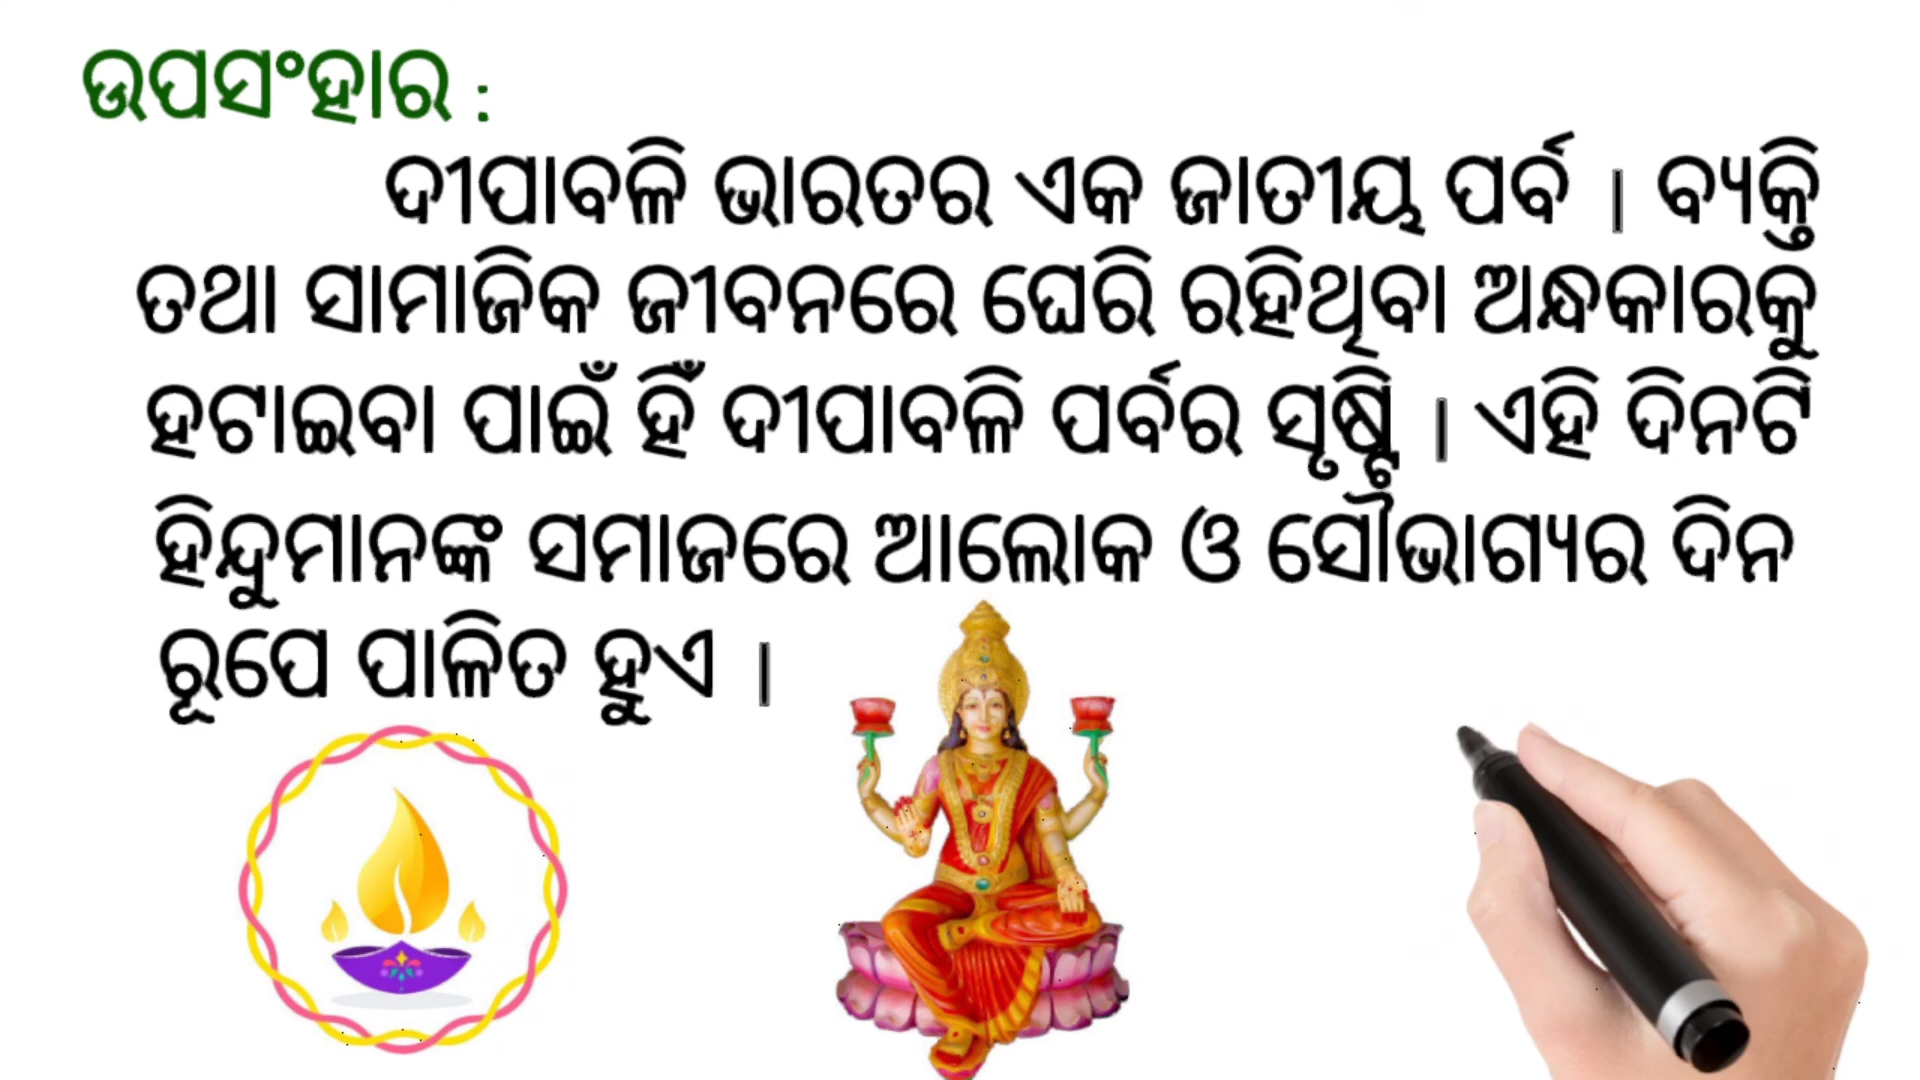 ଉପସଂହାର :
ଦୀପାବଳି ଭାରତର ଏକ ଜାତୀୟ ପର୍ବ । ବ୍ୟକ୍ତି
ତଥା ସାମାଜିକ ଜୀବନରେ ଘେରି ରହିଥିବା ଅନ୍ଧକାରକୁ
ହଟାଇବା ପାଇଁ ହିଁ ଦୀପାବଳି ପର୍ବର ସୃଷ୍ଟି । ଏହି ଦିନଟି
ହିନ୍ଦୁମାନଙ୍କ ସମାଜରେ ଆଲୋକ ଓ ସୌଭାଗ୍ୟର ଦିନ
ରୂପେ ପାଳିତ ହୁଏ ।